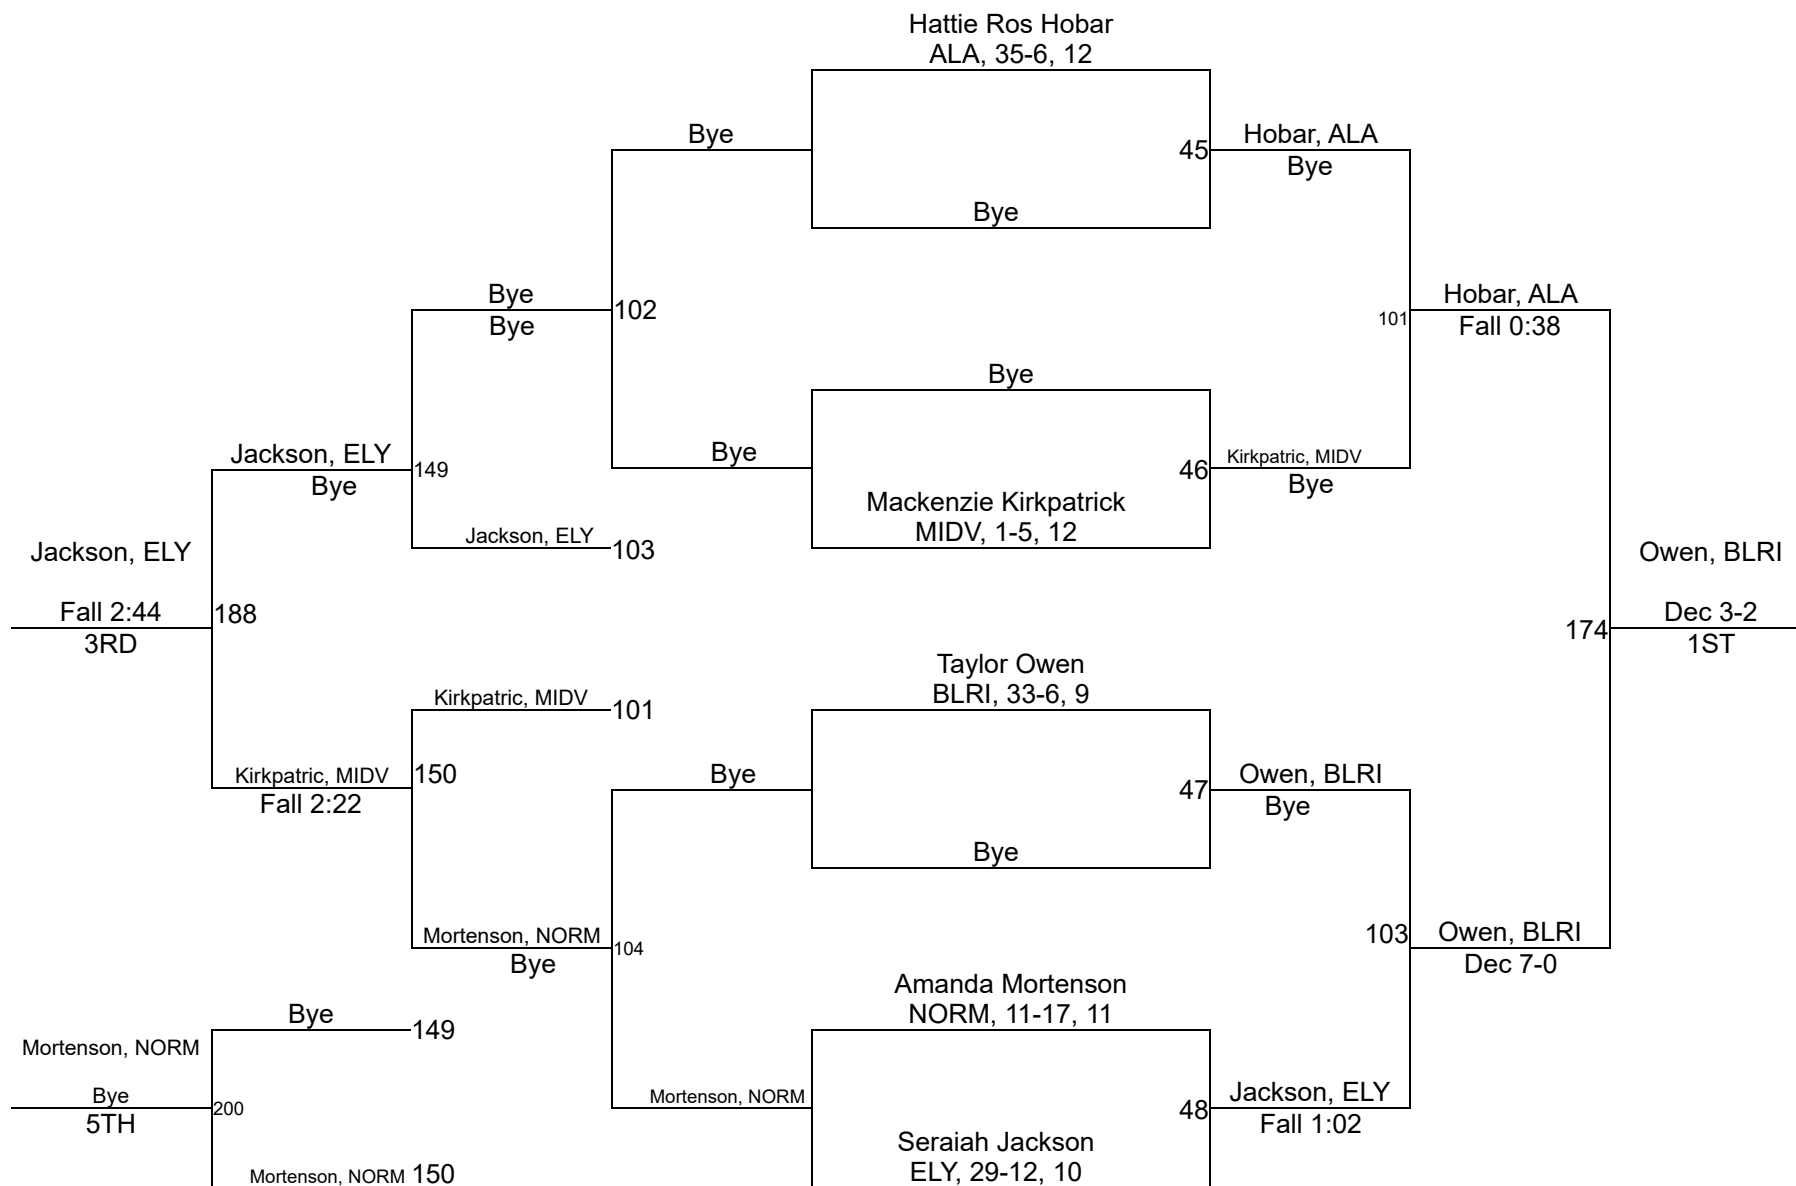 Hattie Ros Hobar
ALA, 35-6, 12
Bye
45
Hobar, ALA
Bye
Bye
Bye
Bye
102
Hobar, ALA
Fall 0:38
101
Bye
Jackson, ELY
Bye
149
Bye
46
Kirkpatric, MIDV
Bye
Mackenzie Kirkpatrick
MIDV, 1-5, 12
Jackson, ELY
103
Jackson, ELY
Fall 2:44
3RD
188
Owen, BLRI
Dec 3-2
1ST
174
Taylor Owen
BLRI, 33-6, 9
Kirkpatric, MIDV
101
Kirkpatric, MIDV
Fall 2:22
150
Bye
47
Owen, BLRI
Bye
Bye
Mortenson, NORM
Bye
104
103
Owen, BLRI
Dec 7-0
Amanda Mortenson
NORM, 11-17, 11
Bye
149
Mortenson, NORM
Bye
5TH
200
Mortenson, NORM
48
Jackson, ELY
Fall 1:02
Seraiah Jackson
ELY, 29-12, 10
Mortenson, NORM
150